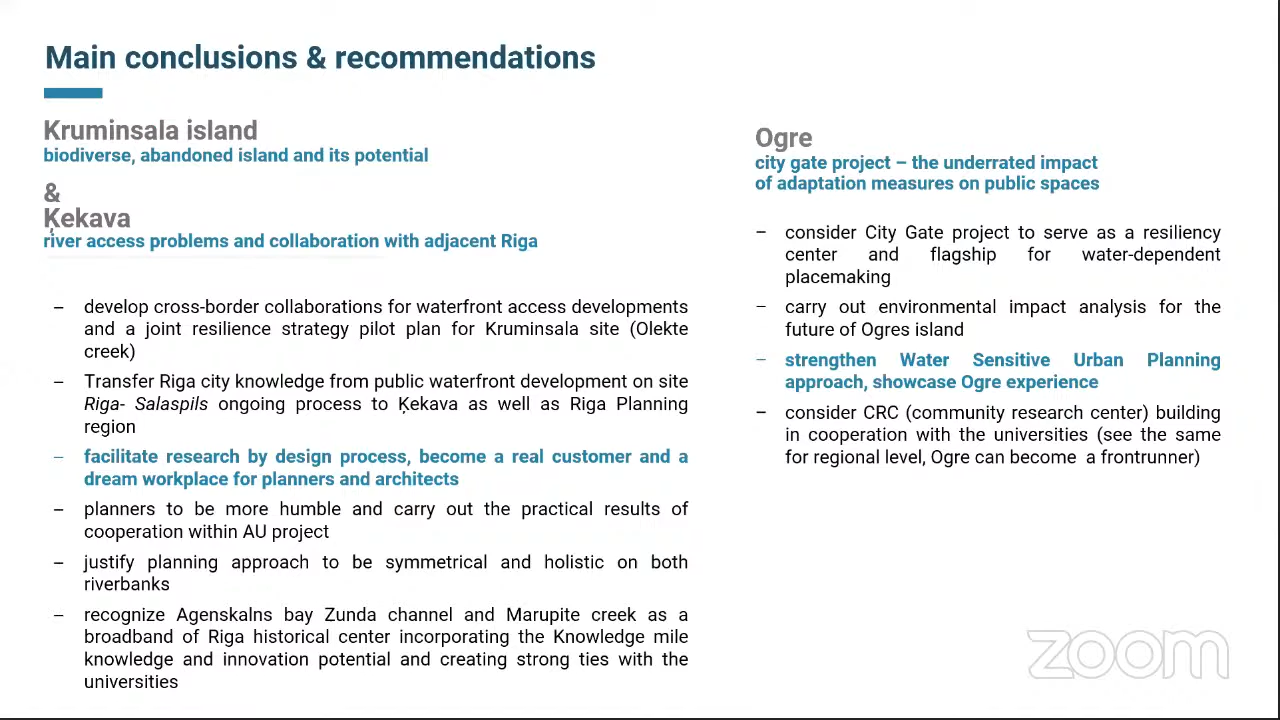 Main conclusions & recommendations
Kruminsala island
biodiverse, abandoned island and its potential
&
Ķekava
river access problems and collaboration with adjacent Riga
– develop cross-border collaborations for waterfront access developments
and a joint resilience strategy pilot plan for Kruminsala site (Olekte
creek)
– Transfer Riga city knowledge from public waterfront development on site
Riga- Salaspils ongoing process to Ķekava as well as Riga Planning
region
– facilitate research by design process, become a real customer and a
dream workplace for planners and architects
– planners to be more humble and carry out the practical results of
cooperation within AU project
– justify planning approach to be symmetrical and holistic on both
riverbanks
– recognize Agenskalns bay Zunda channel and Marupite creek as a
broadband of Riga historical center incorporating the Knowledge mile
knowledge and innovation potential and creating strong ties with the
universities
Ogre
city gate project – the underrated impact
of adaptation measures on public spaces
– consider City Gate project to serve as a resiliency
center and flagship for water-dependent
placemaking
– carry out environmental impact analysis for the
future of Ogres island
– strengthen Water Sensitive Urban Planning
approach, showcase Ogre experience
– consider CRC (community research center) building
in cooperation with the universities (see the same
for regional level, Ogre can become a frontrunner)
zoom